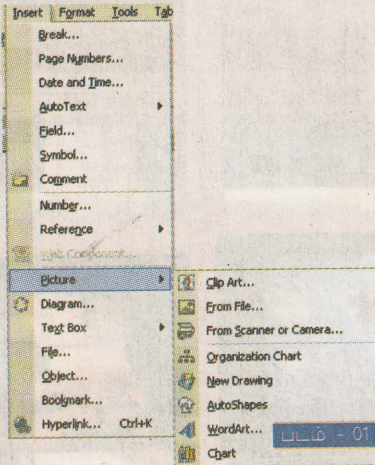 Insert Format Tools Tab
Break...
Page Numbers...
Date and Time...
AutoText
Field...
Symbol...
Comment
Number...
Reference
Web Component...
Picture
Diagram...
Text Box
File...
Object...
Bookmark...
Hyperlink... Ctrl+K
Clip Art...
From File...
From Scanner or Camera...
Organization Chart
New Drawing
AutoShapes
WordArt...
Chart
படம் - 01